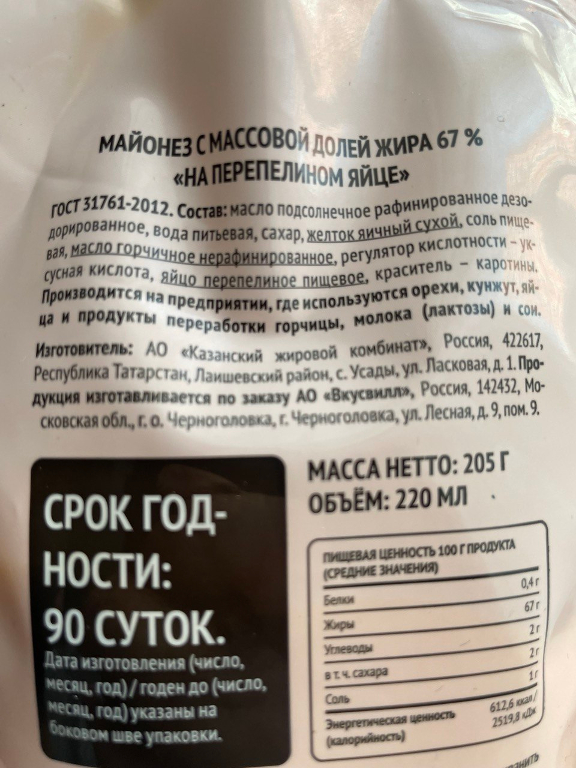 МАЙОНЕЗ С МАССОВОЙ ДОЛЕЙ ЖИРА 67 %
«НА ПЕРЕПЕЛИНОМ ЯЙЦЕ»
ГОСТ 31761-2012. Состав: масло подсолнечное рафинированное дезо-
дорированное, вода питьевая, сахар, желток яичный сухой, соль пище-
вая, масло горчичное нерафинированное, регулятор кислотности – ук-
сусная кислота, яйцо перепелиное пищевое, краситель – каротины.
Производится на предприятии, где используются орехи, кунжут, яй-
ца и продукты переработки горчицы, молока (лактозы) и сои.
Изготовитель: АО «Казанский жировой комбинат», Россия, 422617,
Республика Татарстан, Лаишевский район, с. Усады, ул. Ласковая, д. 1. Про-
дукция изготавливается по заказу АО «Вкусвилл», Россия, 142432, Мо-
сковская обл., г. о. Черноголовка, г. Черноголовка, ул. Лесная, д. 9, пом. 9.
СРОК ГОД-
НОСТИ:
90 СУТОК.
Дата изготовления (число,
месяц, год) / годен до (число,
месяц, год) указаны на
боковом шве упаковки.
МАССА НЕТТО: 205 Г
ОБЪЁМ: 220 МЛ
ПИЩЕВАЯ ЦЕННОСТЬ 100 Г ПРОДУКТА
(СРЕДНИЕ ЗНАЧЕНИЯ)
Белки 0,4 г
Жиры 67 г
Углеводы 2 г
в т. ч. сахара 2 г
Соль 1 г
Энергетическая ценность 612,6 ккал /
(калорийность) 2519,8 кДж